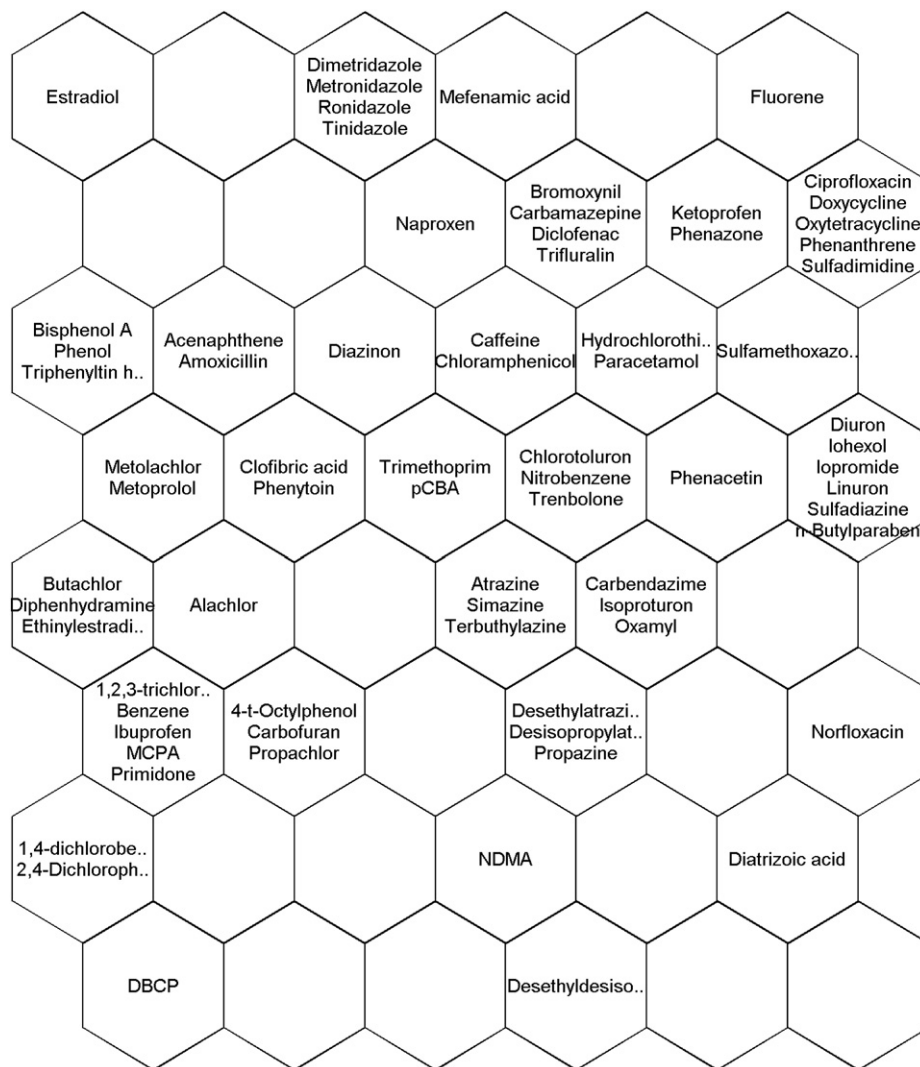 Estradiol
Dimetridazole
Metronidazole
Ronidazole
Tinidazole
Mefenamic acid
Fluorene
Naproxen
Bromoxynil
Carbamazepine
Diclofenac
Trifluralin
Ketoprofen
Phenazone
Ciprofloxacin
Doxycycline
Oxytetracycline
Phenanthrene
Sulfadimidine
Bisphenol A
Phenol
Triphenyltin h..
Acenaphthene
Amoxicillin
Diazinon
Caffeine
Chloramphenicol
Hydrochlorothi..
Paracetamol
Sulfamethoxazo..
Metolachlor
Metoprolol
Clofibric acid
Phenytoin
Trimethoprim
pCBA
Chlorotoluron
Nitrobenzene
Trenbolone
Phenacetin
Diuron
Iohexol
Iopromide
Linuron
Sulfadiazine
n-Butylparaben
Butachlor
Diphenhydramine
Ethinylestradi..
Alachlor
Atrazine
Simazine
Terbuthylazine
Carbendazime
Isoproturon
Oxamyl
1,2,3-trichlor..
Benzene
Ibuprofen
MCPA
Primidone
4-t-Octylphenol
Carbofuran
Propachlor
Desethylatrazi..
Desisopropylat..
Propazine
Norfloxacin
1,4-dichlorobe..
2,4-Dichloroph..
NDMA
Diatrizoic acid
DBCP
Desethyldesiso..